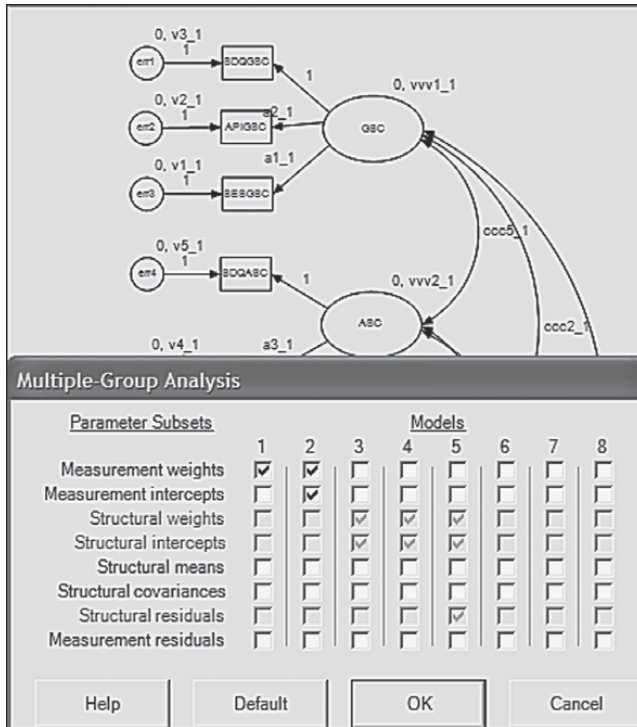 0, v3_1
1
err1
SDQGSC
1
0, vvv1_1
0, v2_1
1
a2_1
err2
APIGSC
GSC
0, v1_1
1
a1_1
err3
SESGSC
ccc5_1
0, v5_1
1
0, vvv2_1
err4
SDQASC
1
ccc2_1
ASC
0, v4_1
a3_1
Multiple-Group Analysis
Parameter Subsets Models
1 2 3 4 5 6 7 8
Measurement weights
Measurement intercepts
Structural weights
Structural intercepts
Structural means
Structural covariances
Structural residuals
Measurement residuals
Help Default OK Cancel